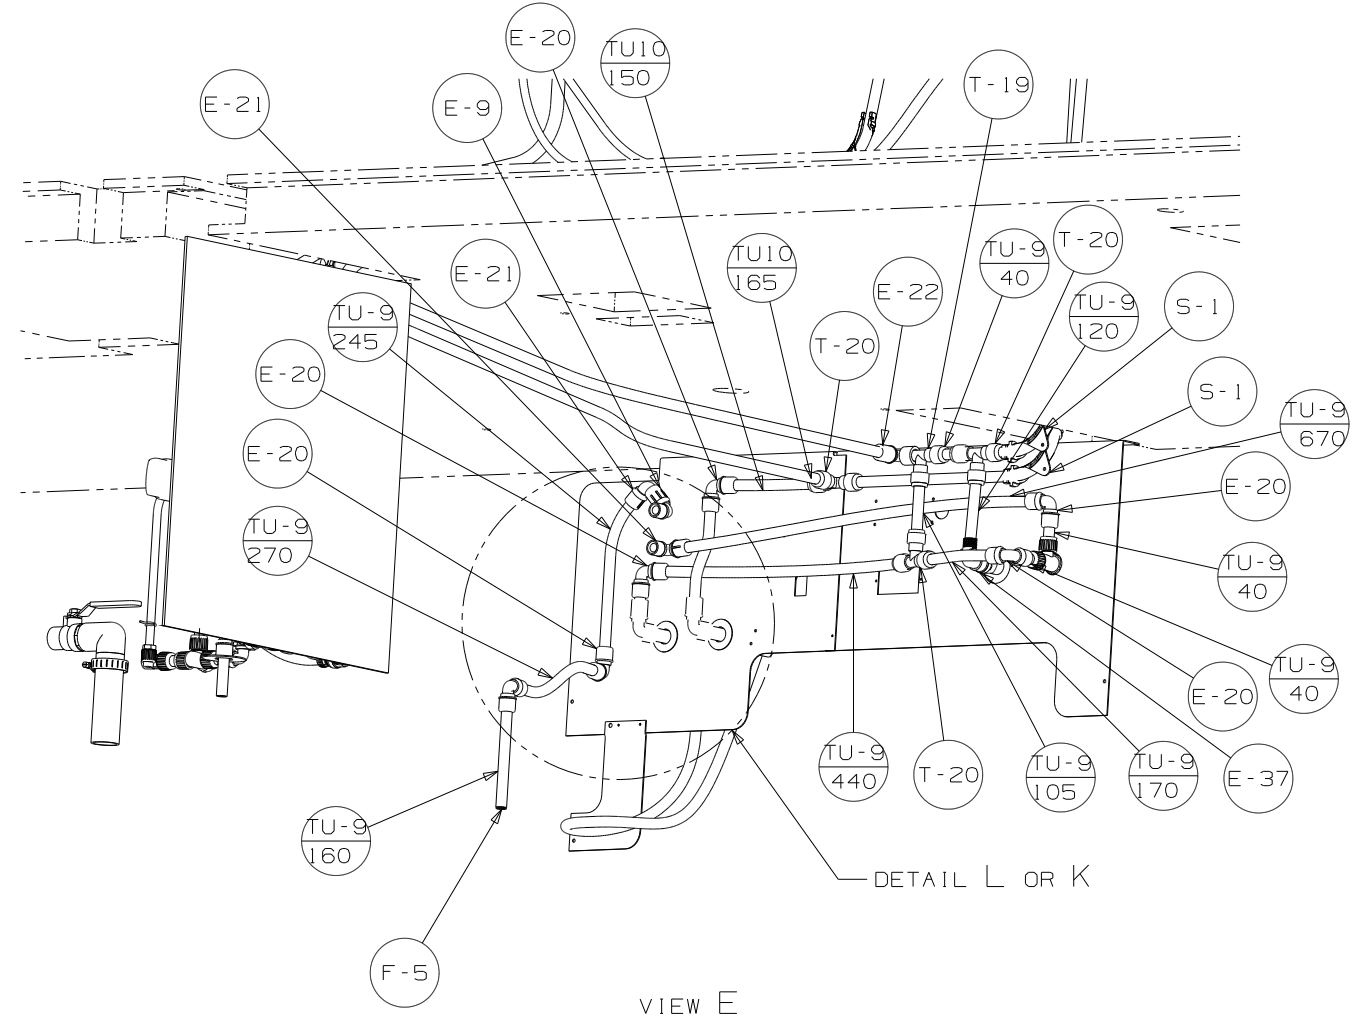 E-20
TU10
150
T-19
E-21
E-9
T-20
TU-9
40
TU10
165
E-21
E-22
TU-9
120
S-1
TU-9
245
T-20
E-20
S-1
TU-9
670
E-20
E-20
TU-9
270
TU-9
40
TU-9
40
E-20
TU-9
440
T-20
TU-9
105
TU-9
170
E-37
TU-9
160
DETAIL L OR K
F-5
VIEW E